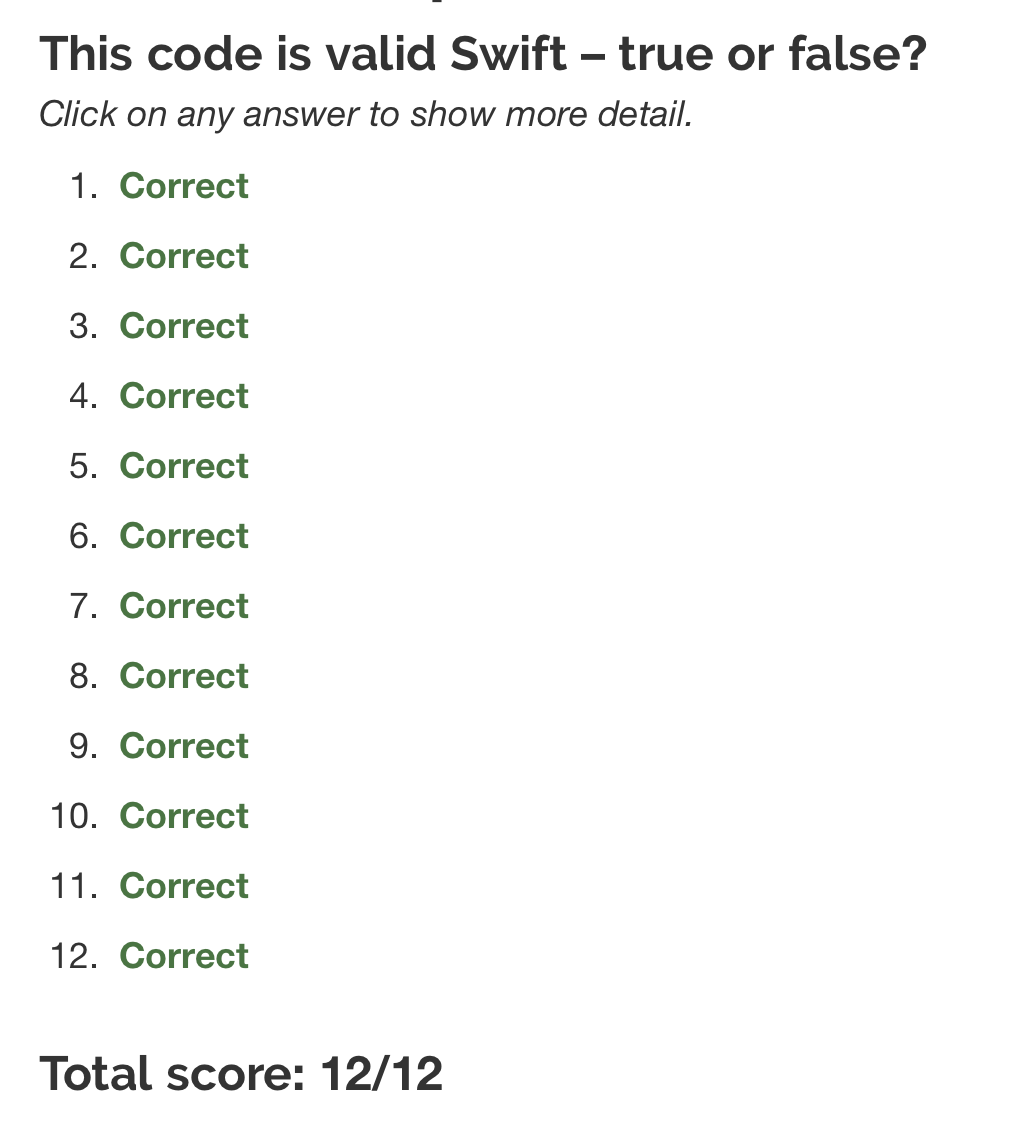 This code is valid Swift – true or false?
Click on any answer to show more detail.
1. Correct
2. Correct
3. Correct
4. Correct
5. Correct
6. Correct
7. Correct
8. Correct
9. Correct
10. Correct
11. Correct
12. Correct
Total score: 12/12